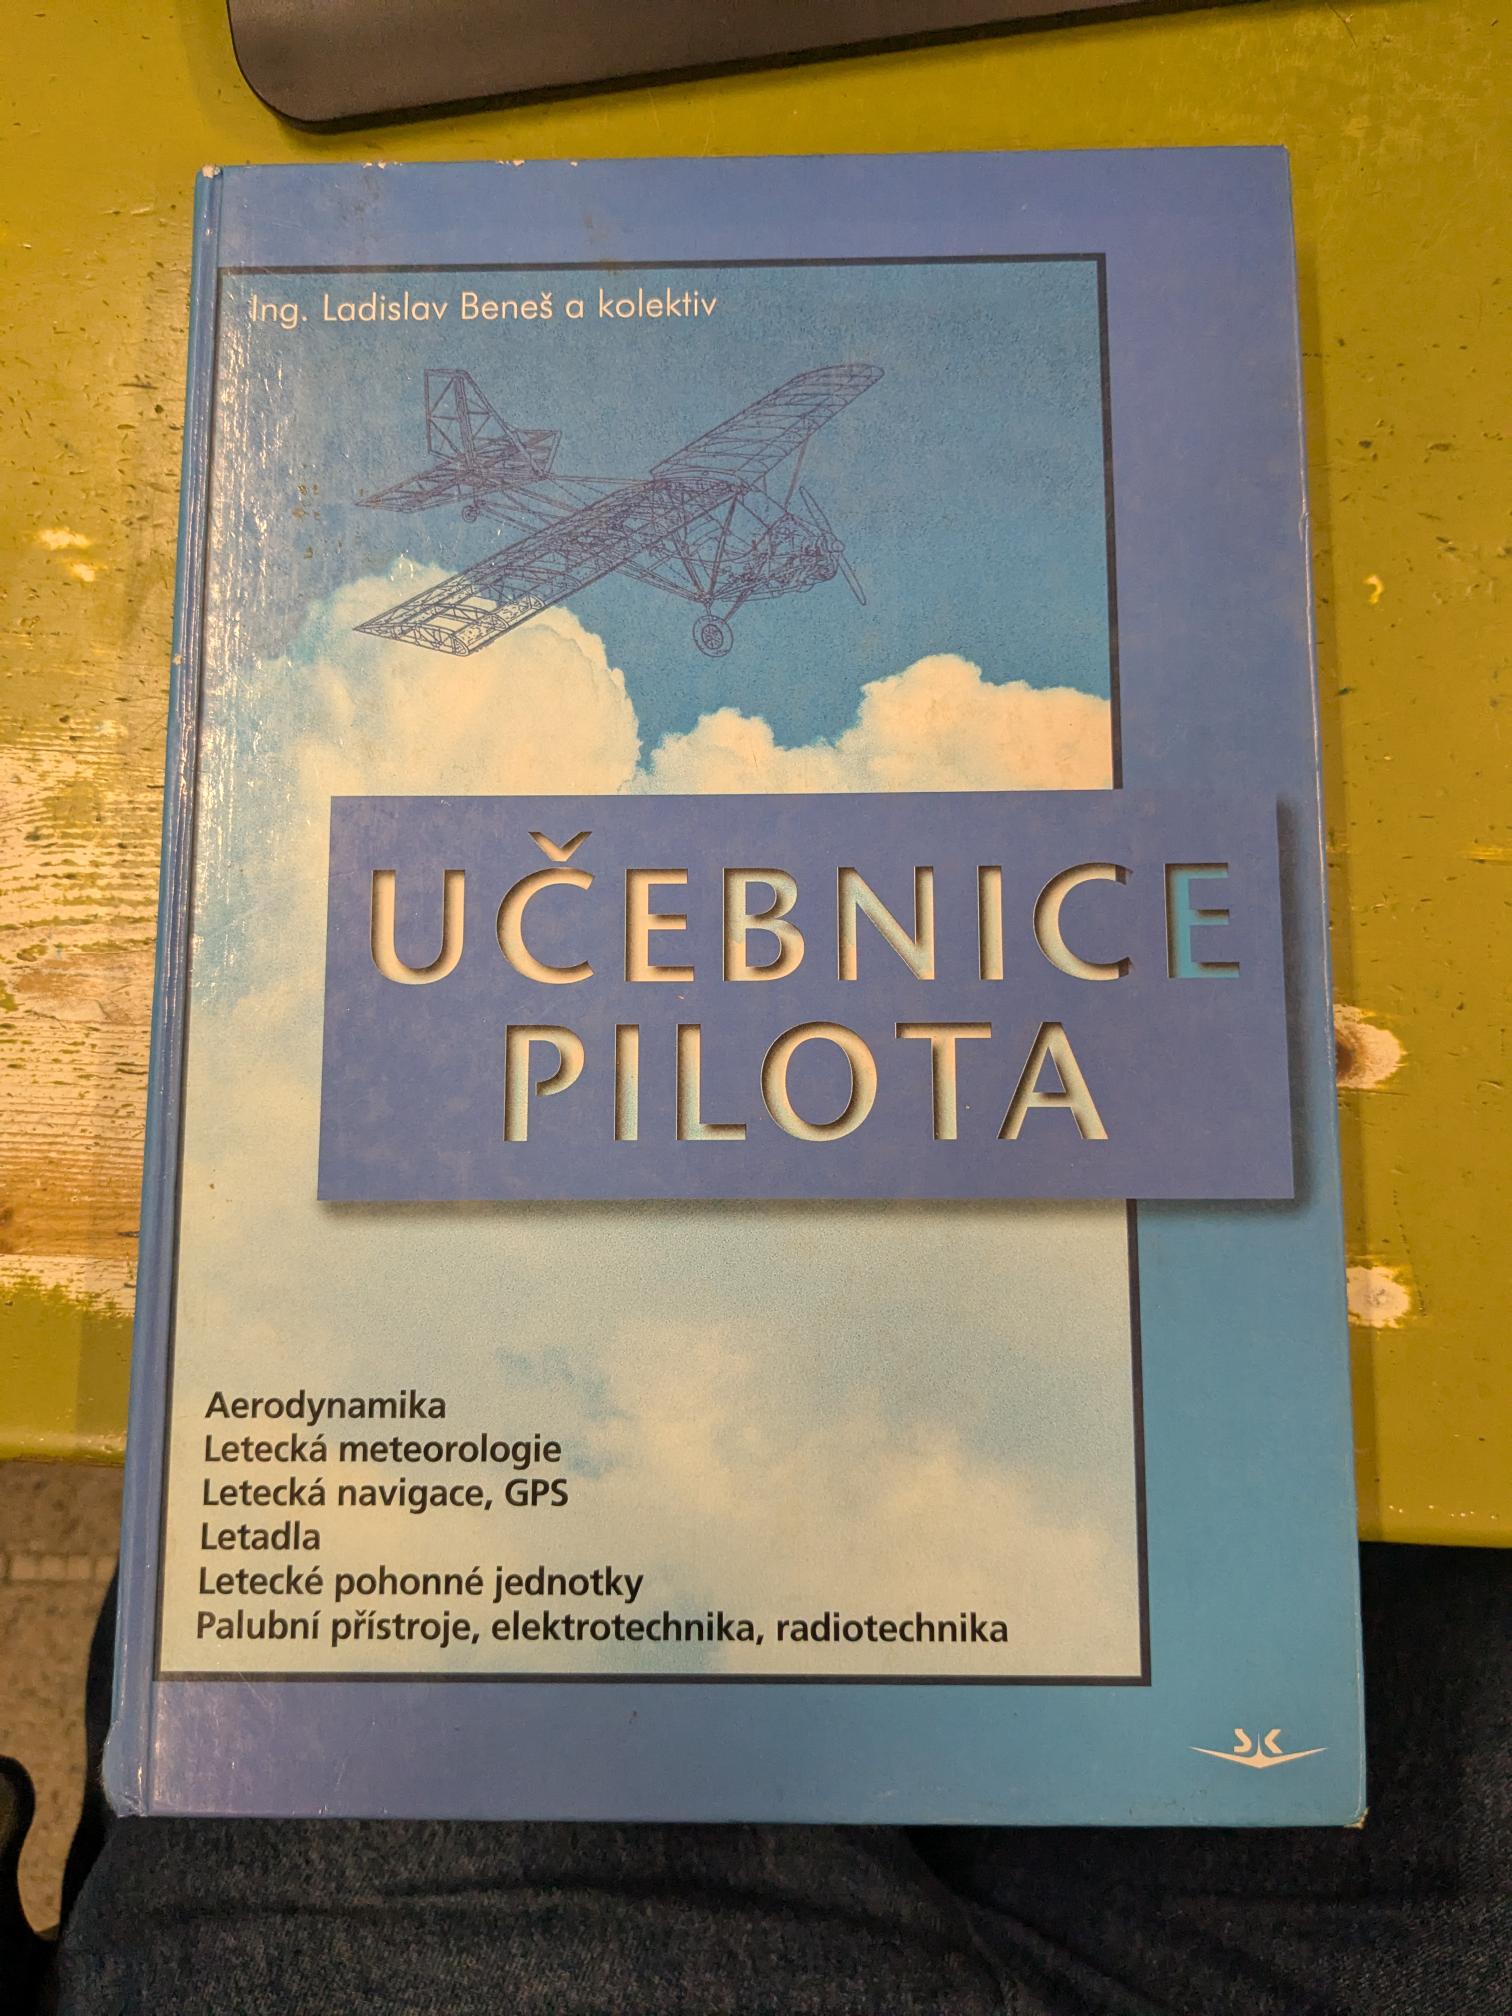 Ing. Ladislav Beneš a kolektiv
UČEBNICE
PILOTA
Aerodynamika
Letecká meteorologie
Letecká navigace, GPS
Letadla
Letecké pohonné jednotky
Palubní přístroje, elektrotechnika, radiotechnika